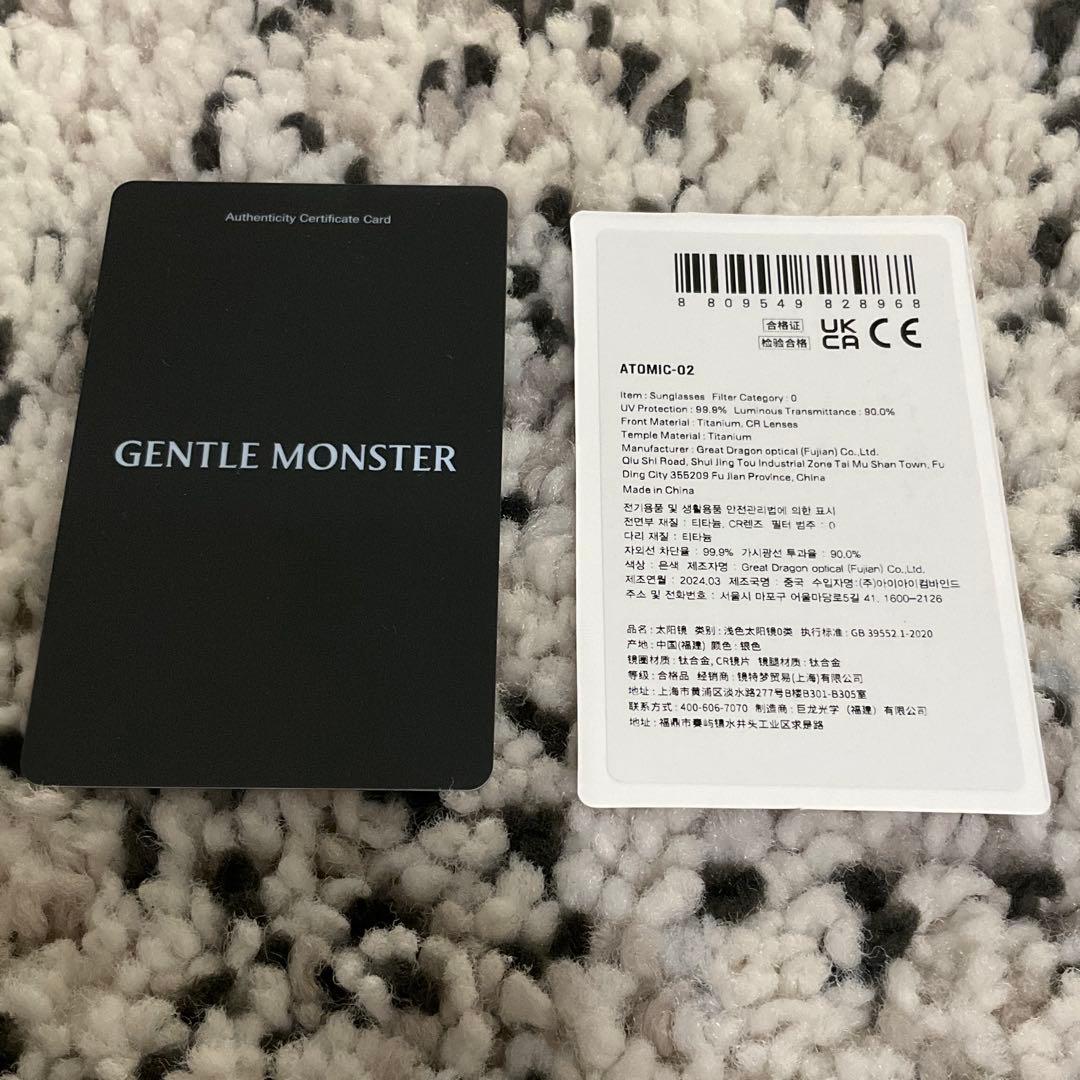 Authenticity Certificate Card
GENTLE MONSTER
8 809549 828968
合格证
检验合格
UK
CA CE
ATOMIC-02
Item : Sunglasses Filter Category : 0
UV Protection : 99.9% Luminous Transmittance : 90.0%
Front Material : Titanium, CR Lenses
Temple Material : Titanium
Manufacturer : Great Dragon optical (Fujian) Co.,Ltd.
Qiu Shi Road, Shui Jing Tou Industrial Zone Tai Mu Shan Town, Fu
Ding City 355209 Fu Jian Province, China
Made in China
전기용품 및 생활용품 안전관리법에 의한 표시
전면부 재질 : 티타늄, CR렌즈 필터 범주 : 0
다리 재질 : 티타늄
자외선 차단율 : 99.9% 가시광선 투과율 : 90.0%
색상 : 은색 제조자명 : Great Dragon optical (Fujian) Co.,Ltd.
제조연월 : 2024.03 제조국명 : 중국 수입자명 : (주)아이아이컴바인드
주소 및 전화번호 : 서울시 마포구 어울마당로5길 41, 1600-2126
品名 : 太阳镜 类别 : 浅色太阳镜0类 执行标准 : GB 39552.1-2020
产地 : 中国(福建) 颜色 : 银色
镜圈材质 : 钛合金, CR镜片 镜腿材质 : 钛合金
等级 : 合格品 经销商 : 镜特梦贸易(上海)有限公司
地址 : 上海市黄浦区淡水路277号B楼B301-B305室
联系方式 : 400-606-7070 制造商 : 巨龙光学（福建）有限公司
地址 : 福鼎市秦屿镇水井头工业区求是路